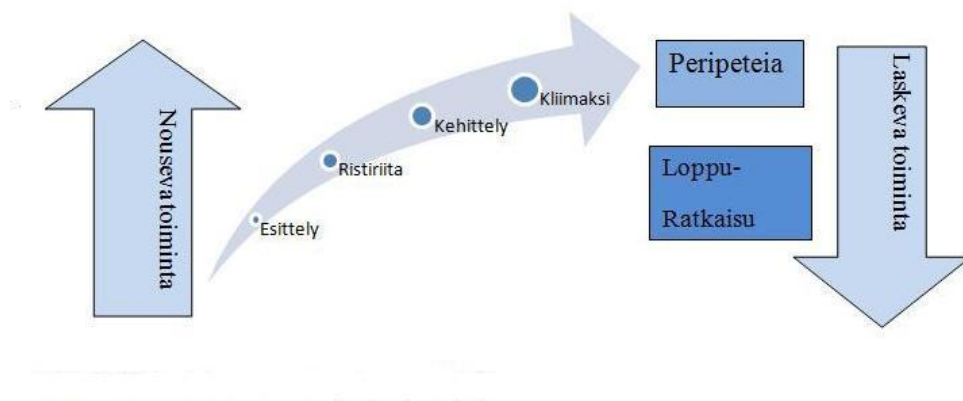 Nouseva toiminta
Esittely
Ristiriita
Kehittely
Kliimaksi
Peripeteia
Loppu-
Ratkaisu
Laskeva toiminta